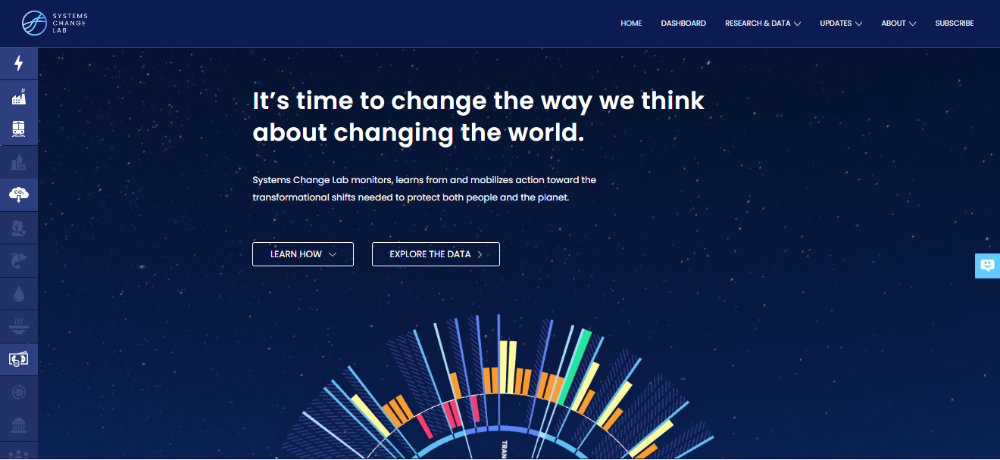 SYSTEMS
CHANGE
LAB
HOME
DASHBOARD
RESEARCH & DATA
UPDATES
ABOUT
SUBSCRIBE
CO₂
It’s time to change the way we think
about changing the world.
Systems Change Lab monitors, learns from and mobilizes action toward the
transformational shifts needed to protect both people and the planet.
LEARN HOW
EXPLORE THE DATA
TRAN